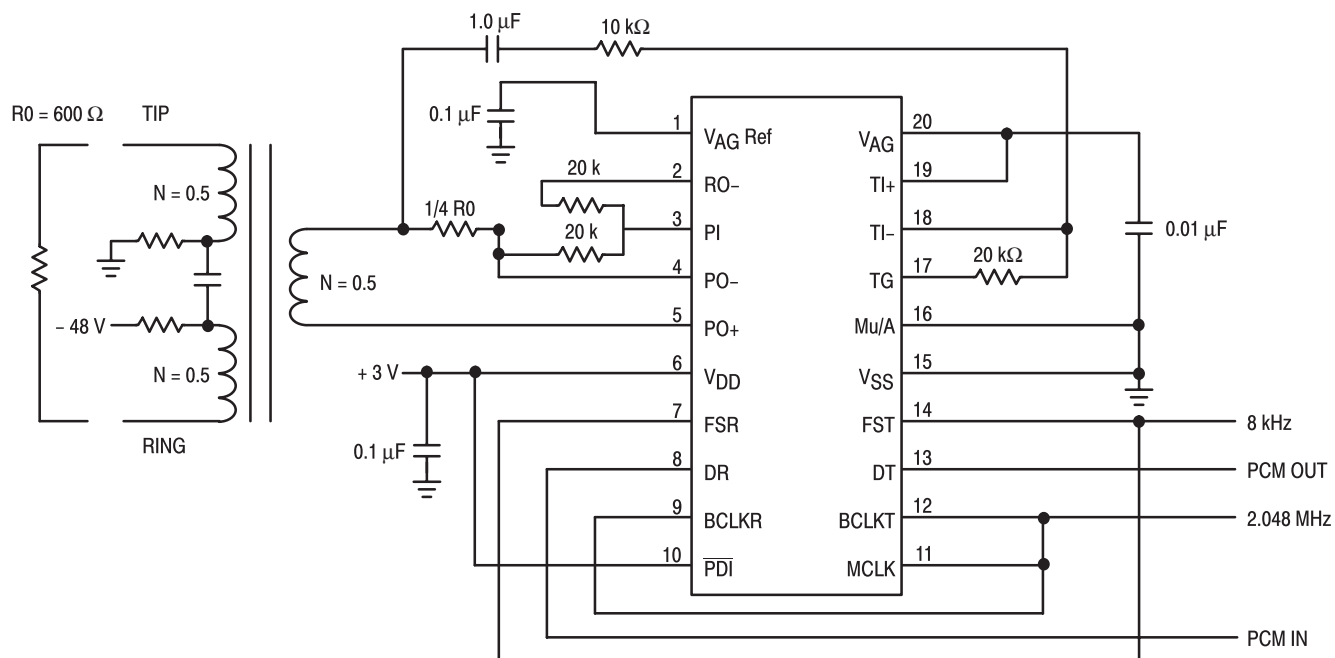 1.0 μF
10 kΩ
R0 = 600 Ω
TIP
0.1 μF
N = 0.5
– 48 V
N = 0.5
RING
N = 0.5
1/4 R0
20 k
20 k
+ 3 V
0.1 μF
1 VAG Ref
2 RO–
3 PI
4 PO–
5 PO+
6 VDD
7 FSR
8 DR
9 BCLKR
10 PDI
VAG 20
TI+ 19
TI– 18
TG 17
20 kΩ
Mu/A 16
VSS 15
FST 14
DT 13
BCLKT 12
MCLK 11
0.01 μF
8 kHz
PCM OUT
2.048 MHz
PCM IN